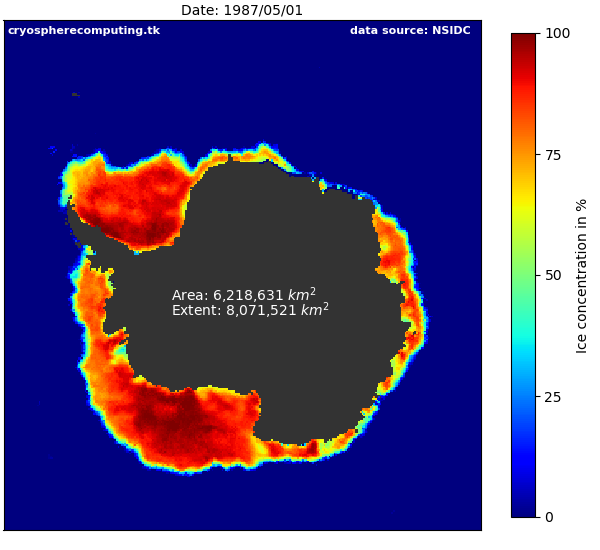 Date: 1987/05/01
cryospherecomputing.tk
data source: NSIDC
Area: 6,218,631 km²
Extent: 8,071,521 km²
100
75
50
25
0
Ice concentration in %